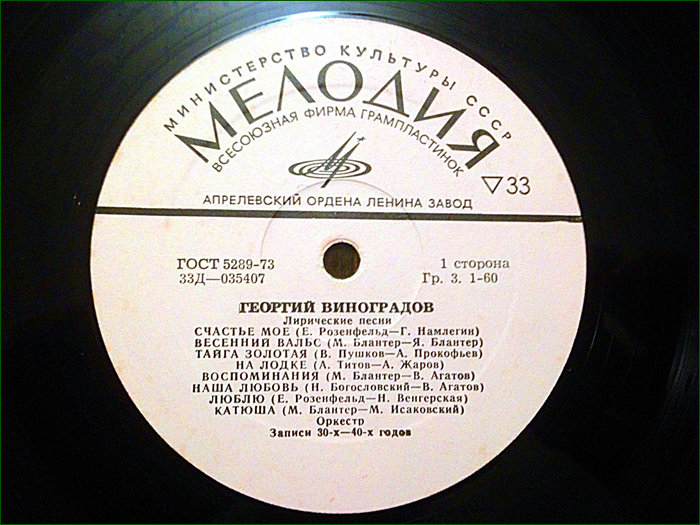 МИНИСТЕРСТВО КУЛЬТУРЫ СССР
МЕЛОДИЯ
ВСЕСОЮЗНАЯ ФИРМА ГРАМПЛАСТИНОК
▽33
АПРЕЛЕВСКИЙ ОРДЕНА ЛЕНИНА ЗАВОД
ГОСТ 5289-73
33Д—035407
1 сторона
Гр. 3. 1-60
ГЕОРГИЙ ВИНОГРАДОВ
Лирические песни
СЧАСТЬЕ МОЕ (Е. Розенфельд—Г. Намлегин)
ВЕСЕННИЙ ВАЛЬС (М. Блантер—Я. Блантер)
ТАЙГА ЗОЛОТАЯ (В. Пушков—А. Прокофьев)
НА ЛОДКЕ (А. Титов—А. Жаров)
ВОСПОМИНАНИЯ (М. Блантер—В. Агатов)
НАША ЛЮБОВЬ (Н. Богословский—В. Агатов)
ЛЮБЛЮ (Е. Розенфельд—Н. Венгерская)
КАТЮША (М. Блантер—М. Исаковский)
Оркестр
Записи 30-х—40-х годов